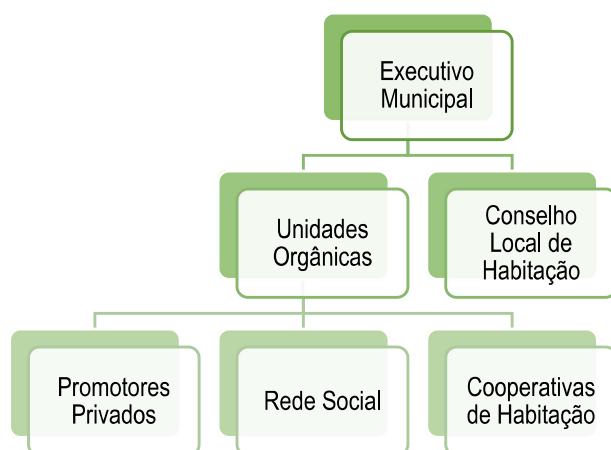 Executivo
Municipal
Unidades
Orgânicas
Conselho
Local de
Habitação
Promotores
Privados
Rede Social
Cooperativas
de Habitação